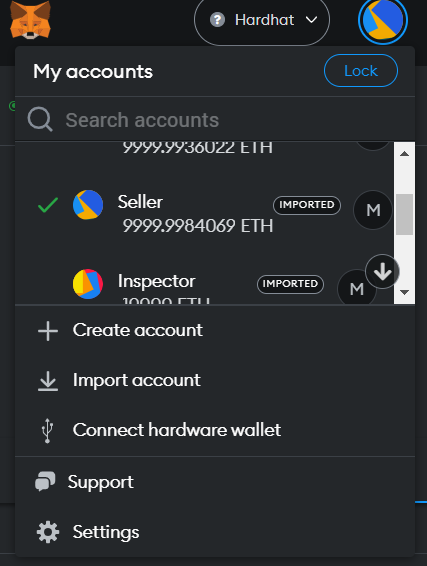 Hardhat
My accounts
Lock
Search accounts
9999.9936022 ETH
Seller
IMPORTED
9999.9984069 ETH
M
Inspector
IMPORTED
10000 ETH
M
Create account
Import account
Connect hardware wallet
Support
Settings